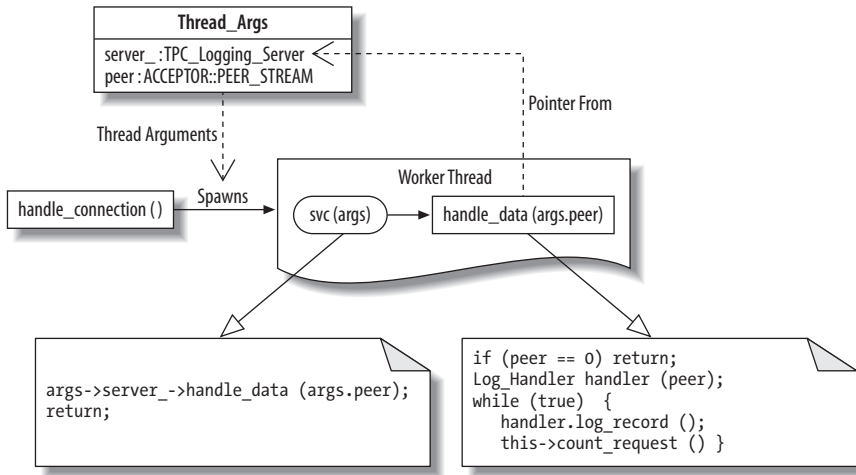 Thread_Args
server_ :TPC_Logging_Server
peer : ACCEPTOR::PEER_STREAM
Thread Arguments
Pointer From
handle_connection ()
Spawns
Worker Thread
svc (args)
handle_data (args.peer)
args->server_->handle_data (args.peer);
return;
if (peer == 0) return;
Log_Handler handler (peer);
while (true) {
handler.log_record ();
this->count_request () }